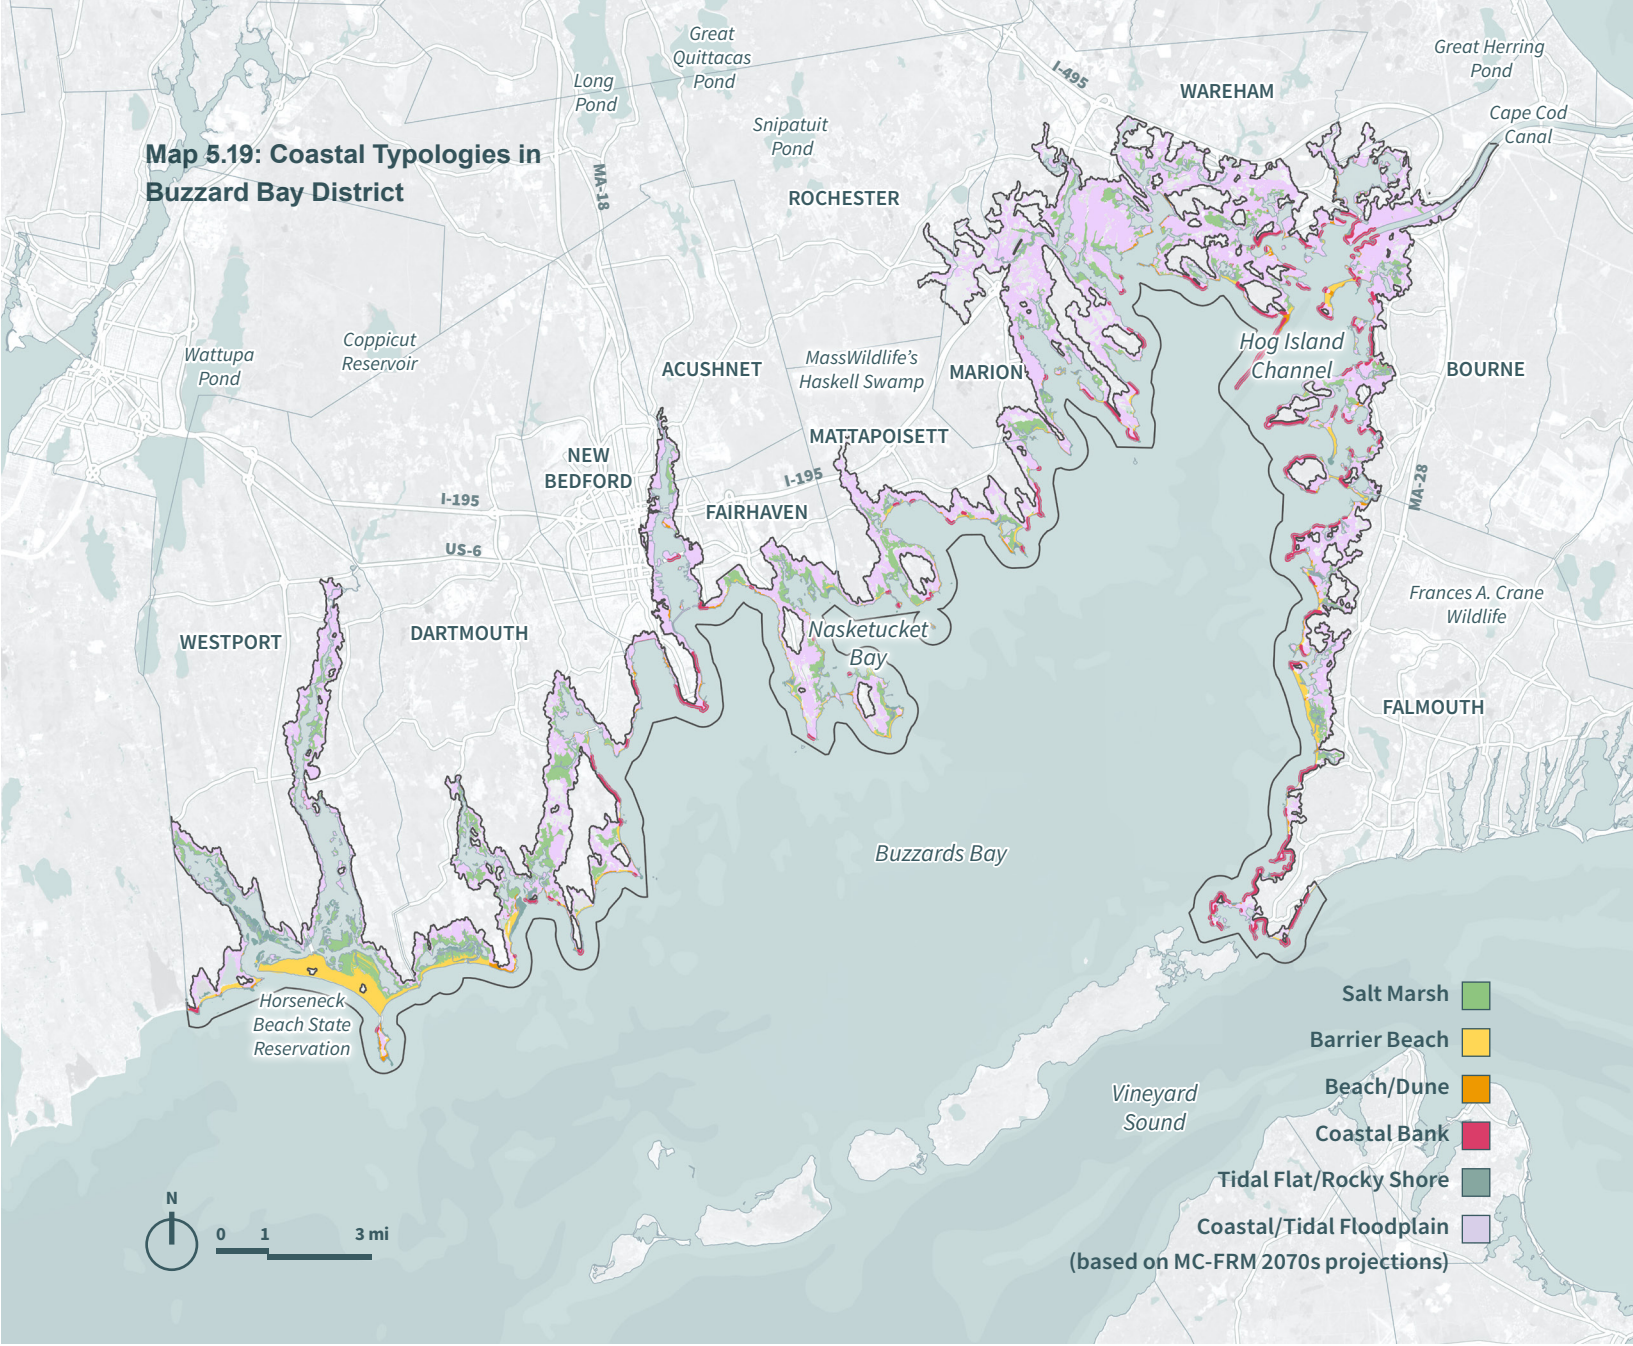 Great
Quittacas
Pond
Long
Pond
I-495
Great Herring
Pond
WAREHAM
Cape Cod
Canal
Snipatuit
Pond
Map 5.19: Coastal Typologies in
Buzzard Bay District
MA-18
ROCHESTER
Wattupa
Pond
Coppicut
Reservoir
ACUSHNET
MassWildlife’s
Haskell Swamp
MARION
Hog Island
Channel
BOURNE
MATTAPOISETT
NEW
BEDFORD
I-195
I-195
FAIRHAVEN
MA-28
US-6
Frances A. Crane
Wildlife
WESTPORT
DARTMOUTH
Nasketucket
Bay
FALMOUTH
Buzzards Bay
Horseneck
Beach State
Reservation
Vineyard
Sound
Salt Marsh
Barrier Beach
Beach/Dune
Coastal Bank
Tidal Flat/Rocky Shore
Coastal/Tidal Floodplain
(based on MC-FRM 2070s projections)
N
0 1 3 mi